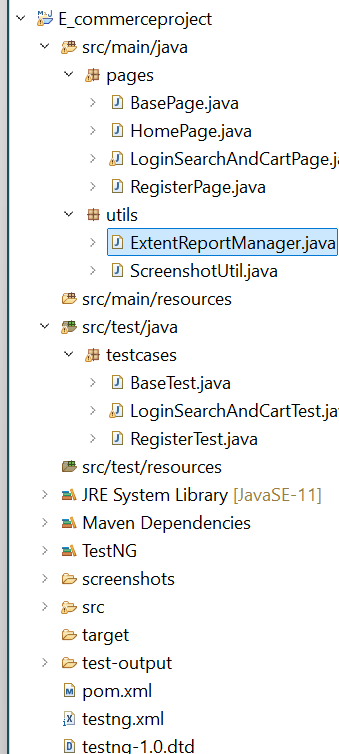 E_commerceproject
src/main/java
pages
BasePage.java
HomePage.java
LoginSearchAndCartPage.j
RegisterPage.java
utils
ExtentReportManager.java
ScreenshotUtil.java
src/main/resources
src/test/java
testcases
BaseTest.java
LoginSearchAndCartTest.ja
RegisterTest.java
src/test/resources
JRE System Library [JavaSE-11]
Maven Dependencies
TestNG
screenshots
src
target
test-output
pom.xml
testng.xml
testng-1.0.dtd